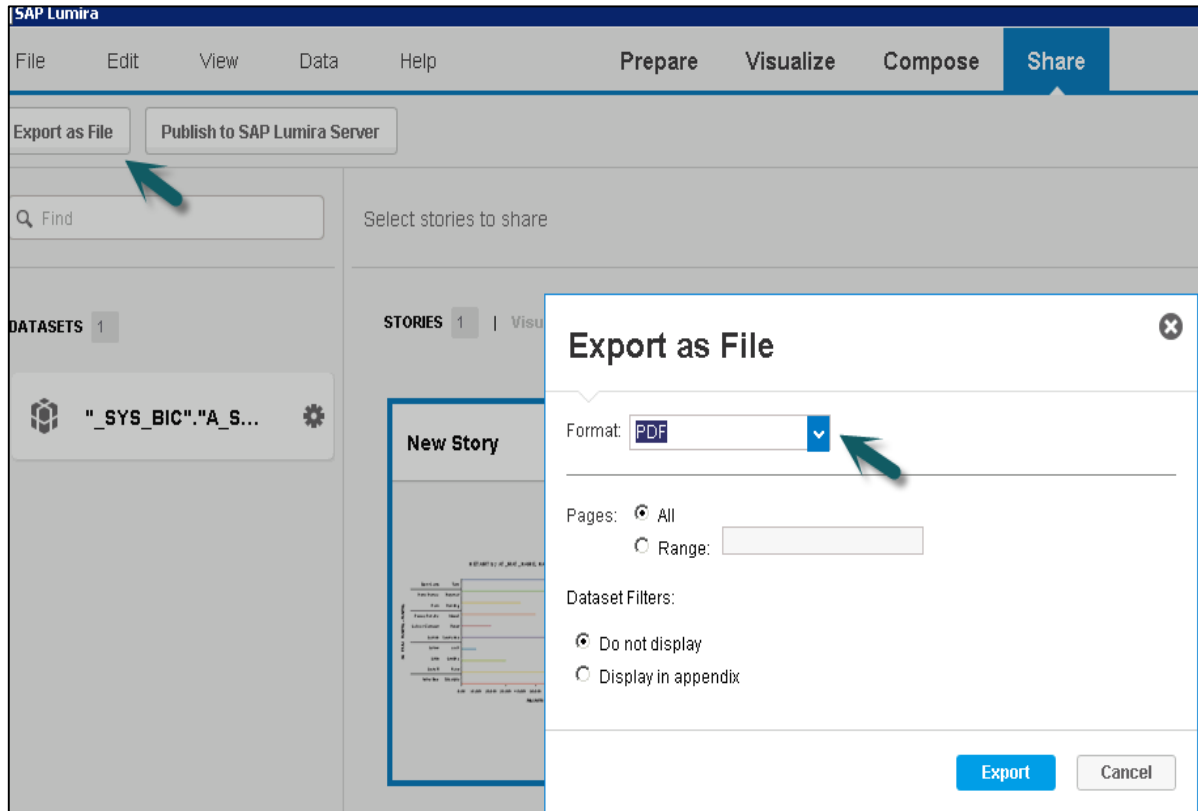 SAP Lumira
File Edit View Data Help Prepare Visualize Compose Share
Export as File Publish to SAP Lumira Server
Find
Select stories to share
DATASETS 1
STORIES 1 | Visu
"_SYS_BIC"."A_S...
New Story
Export as File
Format: PDF
Pages: All
Range:
Dataset Filters:
Do not display
Display in appendix
Export Cancel